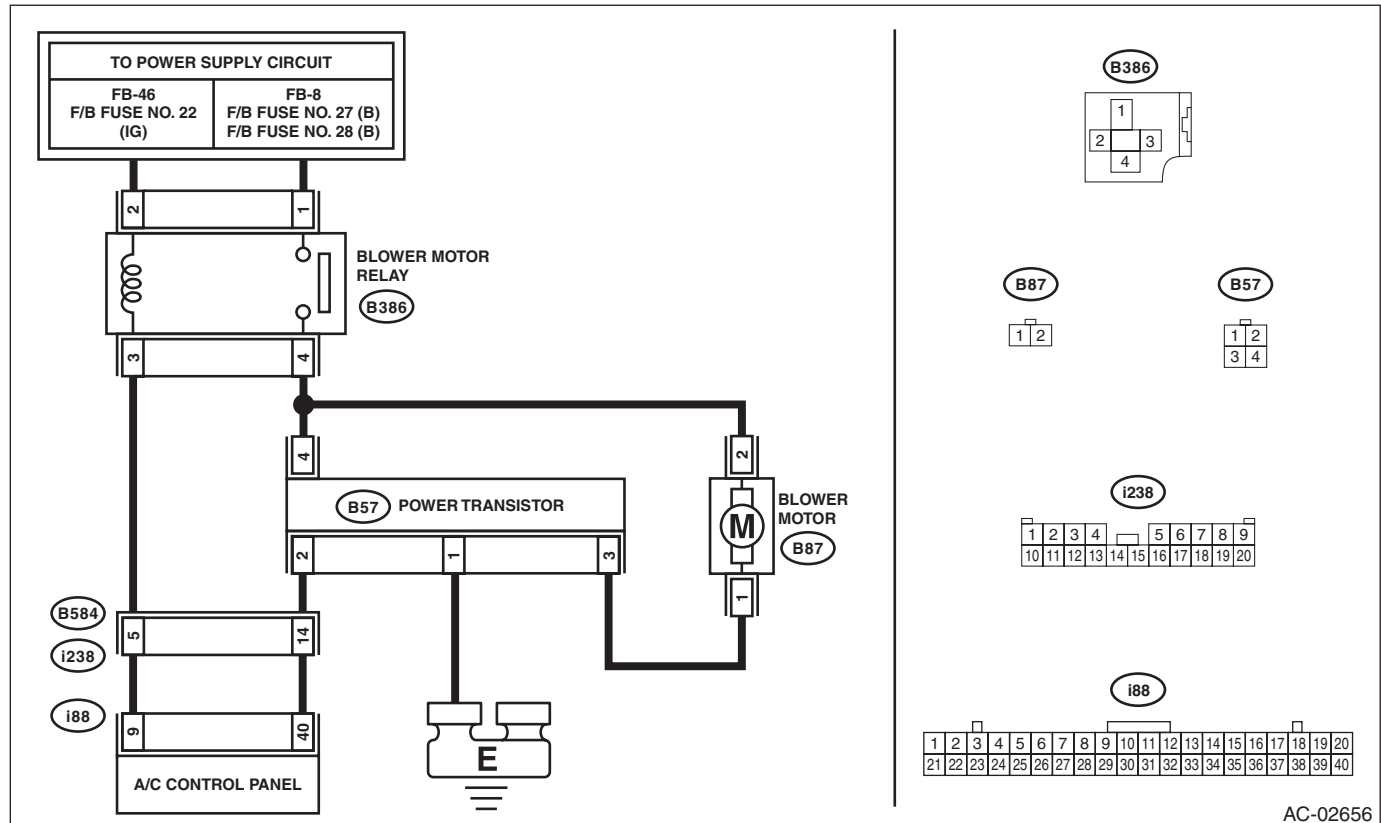 TO POWER SUPPLY CIRCUIT
FB-46
F/B FUSE NO. 22
(IG)
FB-8
F/B FUSE NO. 27 (B)
F/B FUSE NO. 28 (B)
2
1
BLOWER MOTOR
RELAY
B386
3
4
4
B57 POWER TRANSISTOR
2
1
3
2
M
BLOWER
MOTOR
B87
1
B584
i238
5
14
i88
9
40
A/C CONTROL PANEL
E
B386
1
2 3
4
B87
1 2
B57
1 2
3 4
i238
1 2 3 4 5 6 7 8 9
10 11 12 13 14 15 16 17 18 19 20
i88
1 2 3 4 5 6 7 8 9 10 11 12 13 14 15 16 17 18 19 20
21 22 23 24 25 26 27 28 29 30 31 32 33 34 35 36 37 38 39 40
AC-02656